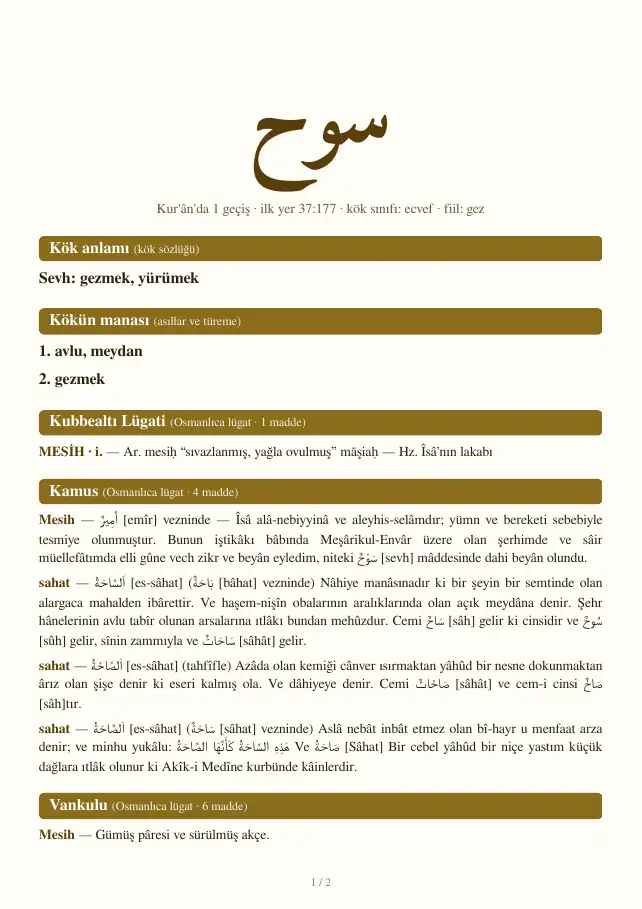 سوح
Kur'ân'da 1 geçiş · ilk yer 37:177 · kök sınıfı: ecvef · fiil: gez
Kök anlamı (kök sözlüğü)
Sevh: gezmek, yürümek
Kökün manası (asıllar ve türeme)
1. avlu, meydan
2. gezmek
Kubbealtı Lügati (Osmanlıca lügat · 1 madde)
MESİH · i. — Ar. mesiḥ “sıvazlanmış, yağla ovulmuş” māşiaḥ — Hz. Îsâ’nın lakabı
Kamus (Osmanlıca lügat · 4 madde)
Mesih — أَمِيرٌ [emîr] vezninde — Îsâ alâ-nebiyyinâ ve aleyhis-selâmdır; yümn ve bereketi sebebiyle
tesmiye olunmuştur. Bunun iştikâkı bâbında Meşârikul-Envâr üzere olan şerhimde ve sâir
müellefâtımda elli gûne vech zikr ve beyân eyledim, niteki سَوْحٌ [sevh] mâddesinde dahi beyân olundu.
sahat — اَلسَّاحَةُ [es-sâhat] (بَاحَةٌ [bâhat] vezninde) Nâhiye manâsınadır ki bir şeyin bir semtinde olan
alargaca mahalden ibârettir. Ve haşem-nişîn obalarının aralıklarında olan açık meydâna denir. Şehr
hânelerinin avlu tabîr olunan arsalarına ıtlâkı bundan mehûzdur. Cemi سَاحٌ [sâh] gelir ki cinsidir ve سُوحٌ
[sûh] gelir, sînin zammıyla ve سَاحَاتٌ [sâhât] gelir.
sahat — اَلصَّاخَةُ [es-sâhat] (tahfîfle) Azâda olan kemiği cânver ısırmaktan yâhûd bir nesne dokunmaktan
ârız olan şişe denir ki eseri kalmış ola. Ve dâhiyeye denir. Cemi صَاخَاتٌ [sâhât] ve cem-i cinsi صَاخٌ
[sâh]tır.
sahat — اَلصَّاحَةُ [es-sâhat] (سَاحَةٌ [sâhat] vezninde) Aslâ nebât inbât etmez olan bî-hayr u menfaat arza
denir; ve minhu yukâlu: هَذِهِ السَّاحَةُ كَأَنَّهَا الصَّاحَةُ Ve صَاحَةُ [Sâhat] Bir cebel yâhûd bir niçe yastım küçük
dağlara ıtlâk olunur ki Akîk-i Medîne kurbünde kâinlerdir.
Vankulu (Osmanlıca lügat · 6 madde)
Mesih — Gümüş pâresi ve sürülmüş akçe.
1 / 2